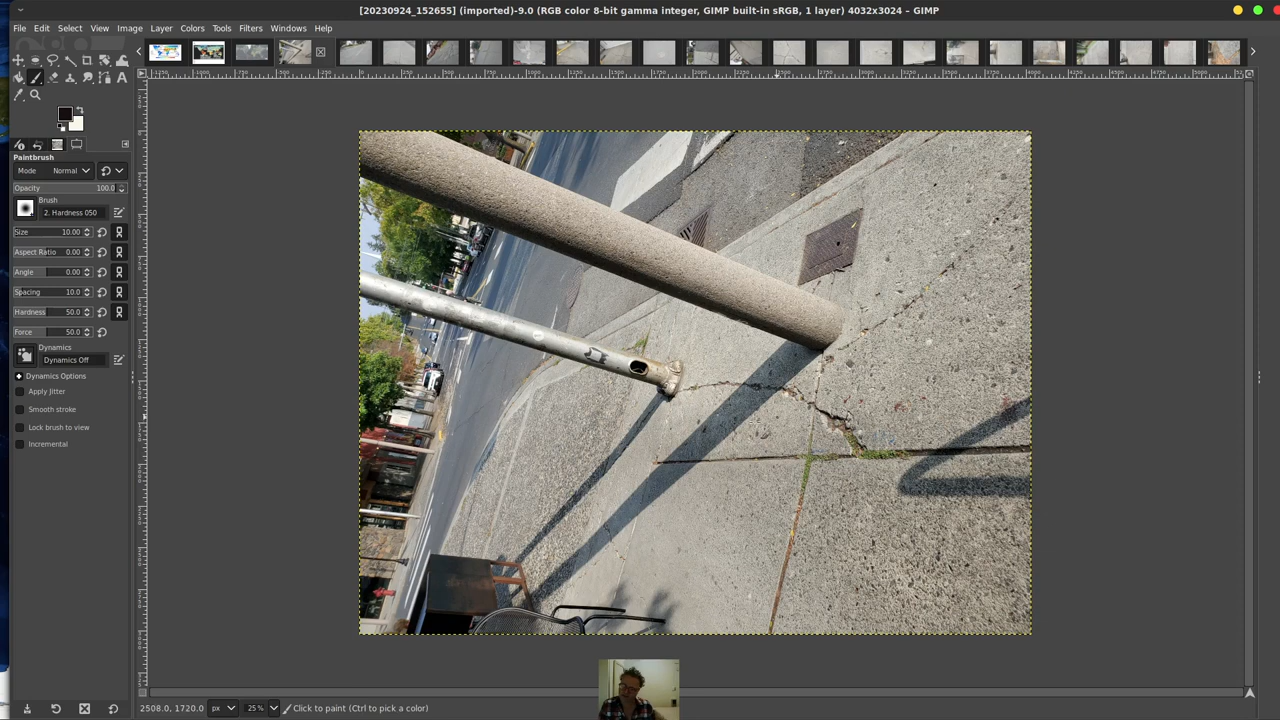 [20230924_152655] (imported)-9.0 (RGB color 8-bit gamma integer, GIMP built-in sRGB, 1 layer) 4032x3024 – GIMP
File Edit Select View Image Layer Colors Tools Filters Windows Help
Paintbrush
Mode Normal
Opacity 100.0
Brush
2. Hardness 050
Size 10.00
Aspect Ratio 0.00
Angle 0.00
Spacing 10.0
Hardness 50.0
Force 50.0
Dynamics
Dynamics Off
Dynamics Options
Apply Jitter
Smooth stroke
Lock brush to view
Incremental
2508.0, 1720.0 px 25 % Click to paint (Ctrl to pick a color)